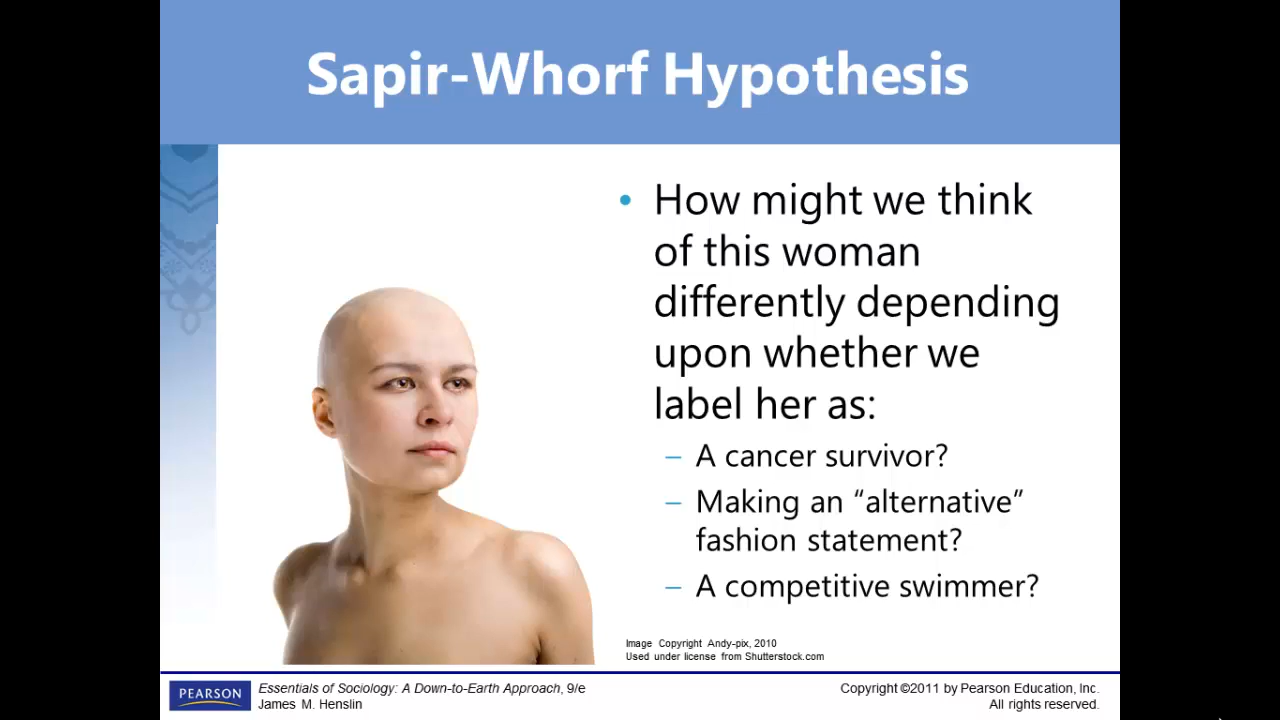 Sapir-Whorf Hypothesis
• How might we think
of this woman
differently depending
upon whether we
label her as:
– A cancer survivor?
– Making an “alternative”
fashion statement?
– A competitive swimmer?
Image Copyright Andy-pix, 2010
Used under license from Shutterstock.com
PEARSON
Essentials of Sociology: A Down-to-Earth Approach, 9/e
James M. Henslin
Copyright ©2011 by Pearson Education, Inc.
All rights reserved.